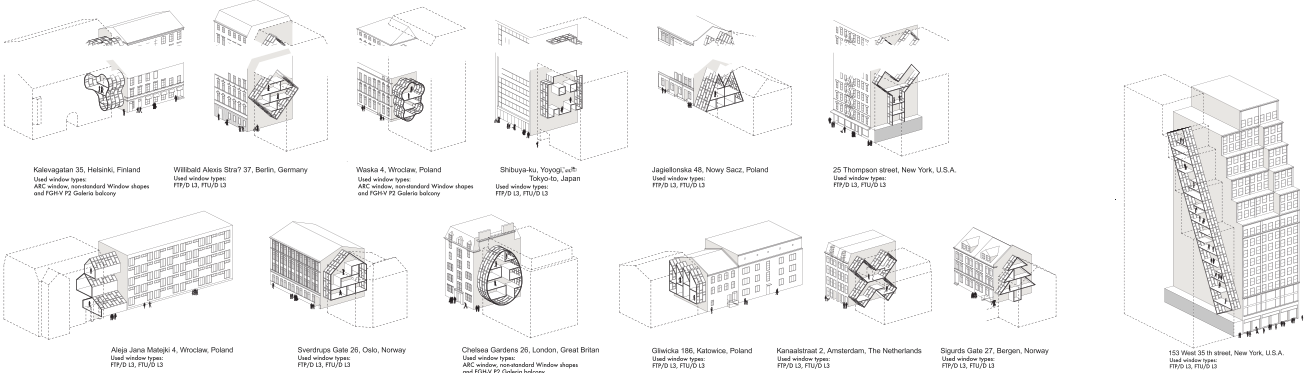 Kalevagatan 35, Helsinki, Finland
Used window types:
ARC window, non-standard Window shapes
and FGH-V P2 Galeria balcony
Willibald Alexis Stra? 37, Berlin, Germany
Used window types:
FTP/D L3, FTU/D L3
Waska 4, Wroclaw, Poland
Used window types:
ARC window, non-standard Window shapes
and FGH-V P2 Galeria balcony
Shibuya-ku, Yoyogi,
Tokyo-to, Japan
Used window types:
FTP/D L3, FTU/D L3
Jagiellonska 48, Nowy Sacz, Poland
Used window types:
FTP/D L3, FTU/D L3
25 Thompson street, New York, U.S.A.
Used window types:
FTP/D L3, FTU/D L3
Aleja Jana Matejki 4, Wroclaw, Poland
Used window types:
FTP/D L3, FTU/D L3
Sverdrups Gate 26, Oslo, Norway
Used window types:
FTP/D L3, FTU/D L3
Chelsea Gardens 26, London, Great Britan
Used window types:
ARC window, non-standard Window shapes
and FGH-V P2 Galeria balcony
Gliwicka 186, Katowice, Poland
Used window types:
FTP/D L3, FTU/D L3
Kanaalstraat 2, Amsterdam, The Netherlands
Used window types:
FTP/D L3, FTU/D L3
Sigurds Gate 27, Bergen, Norway
Used window types:
FTP/D L3, FTU/D L3
153 West 35 th street, New York, U.S.A.
Used window types:
FTP/D L3, FTU/D L3